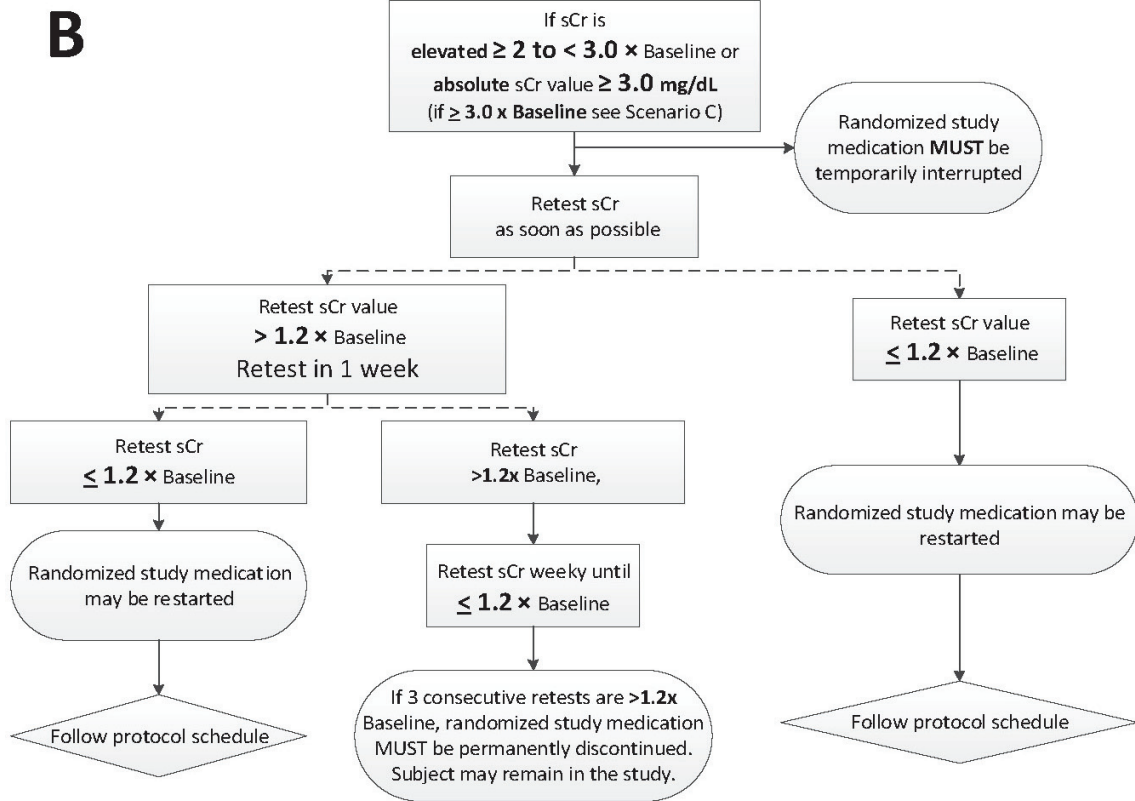 B
If sCr is
elevated ≥ 2 to < 3.0 × Baseline or
absolute sCr value ≥ 3.0 mg/dL
(if ≥ 3.0 x Baseline see Scenario C)
Randomized study
medication MUST be
temporarily interrupted
Retest sCr
as soon as possible
Retest sCr value
> 1.2 × Baseline
Retest in 1 week
Retest sCr value
≤ 1.2 × Baseline
Retest sCr
≤ 1.2 × Baseline
Retest sCr
>1.2x Baseline,
Randomized study medication may be
restarted
Randomized study medication
may be restarted
Retest sCr weeky until
≤ 1.2 × Baseline
Follow protocol schedule
If 3 consecutive retests are >1.2x
Baseline, randomized study medication
MUST be permanently discontinued.
Subject may remain in the study.
Follow protocol schedule